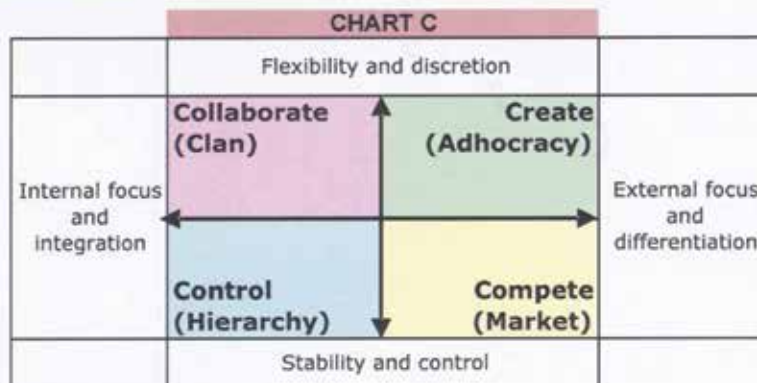 CHART C
Flexibility and discretion
Collaborate
(Clan)
Create
(Adhocracy)
Internal focus
and
integration
External focus
and
differentiation
Control
(Hierarchy)
Compete
(Market)
Stability and control